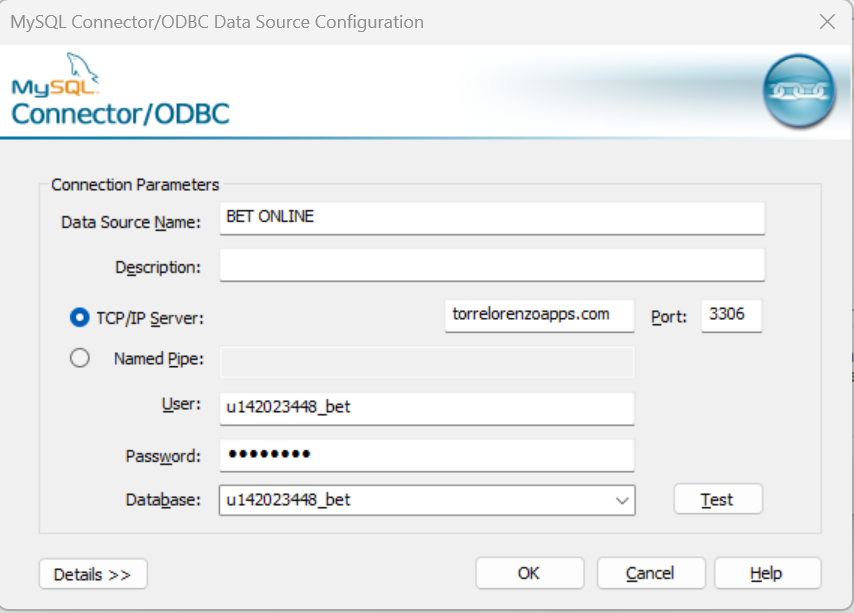 MySQL Connector/ODBC Data Source Configuration
MySQL
Connector/ODBC
Connection Parameters
Data Source Name: BET ONLINE
Description:
TCP/IP Server: torrelorenzoapps.com Port: 3306
Named Pipe:
User: u142023448_bet
Password: ●●●●●●●●
Database: u142023448_bet Test
Details >> OK Cancel Help